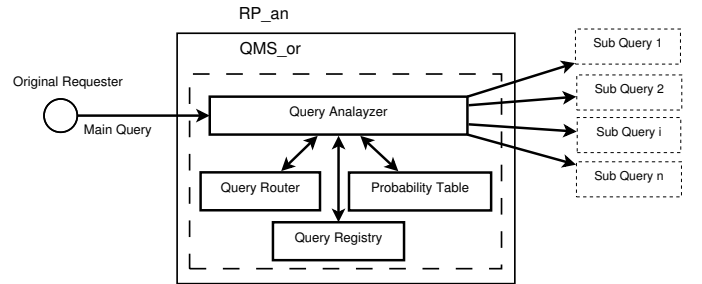 RP_an
QMS_or
Original Requester
Main Query
Query Analayzer
Query Router
Probability Table
Query Registry
Sub Query 1
Sub Query 2
Sub Query i
Sub Query n